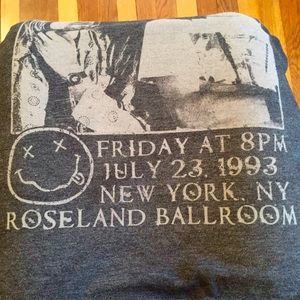 FRIDAY AT 8PM
JULY 23, 1993
NEW YORK, NY
ROSELAND BALLROOM